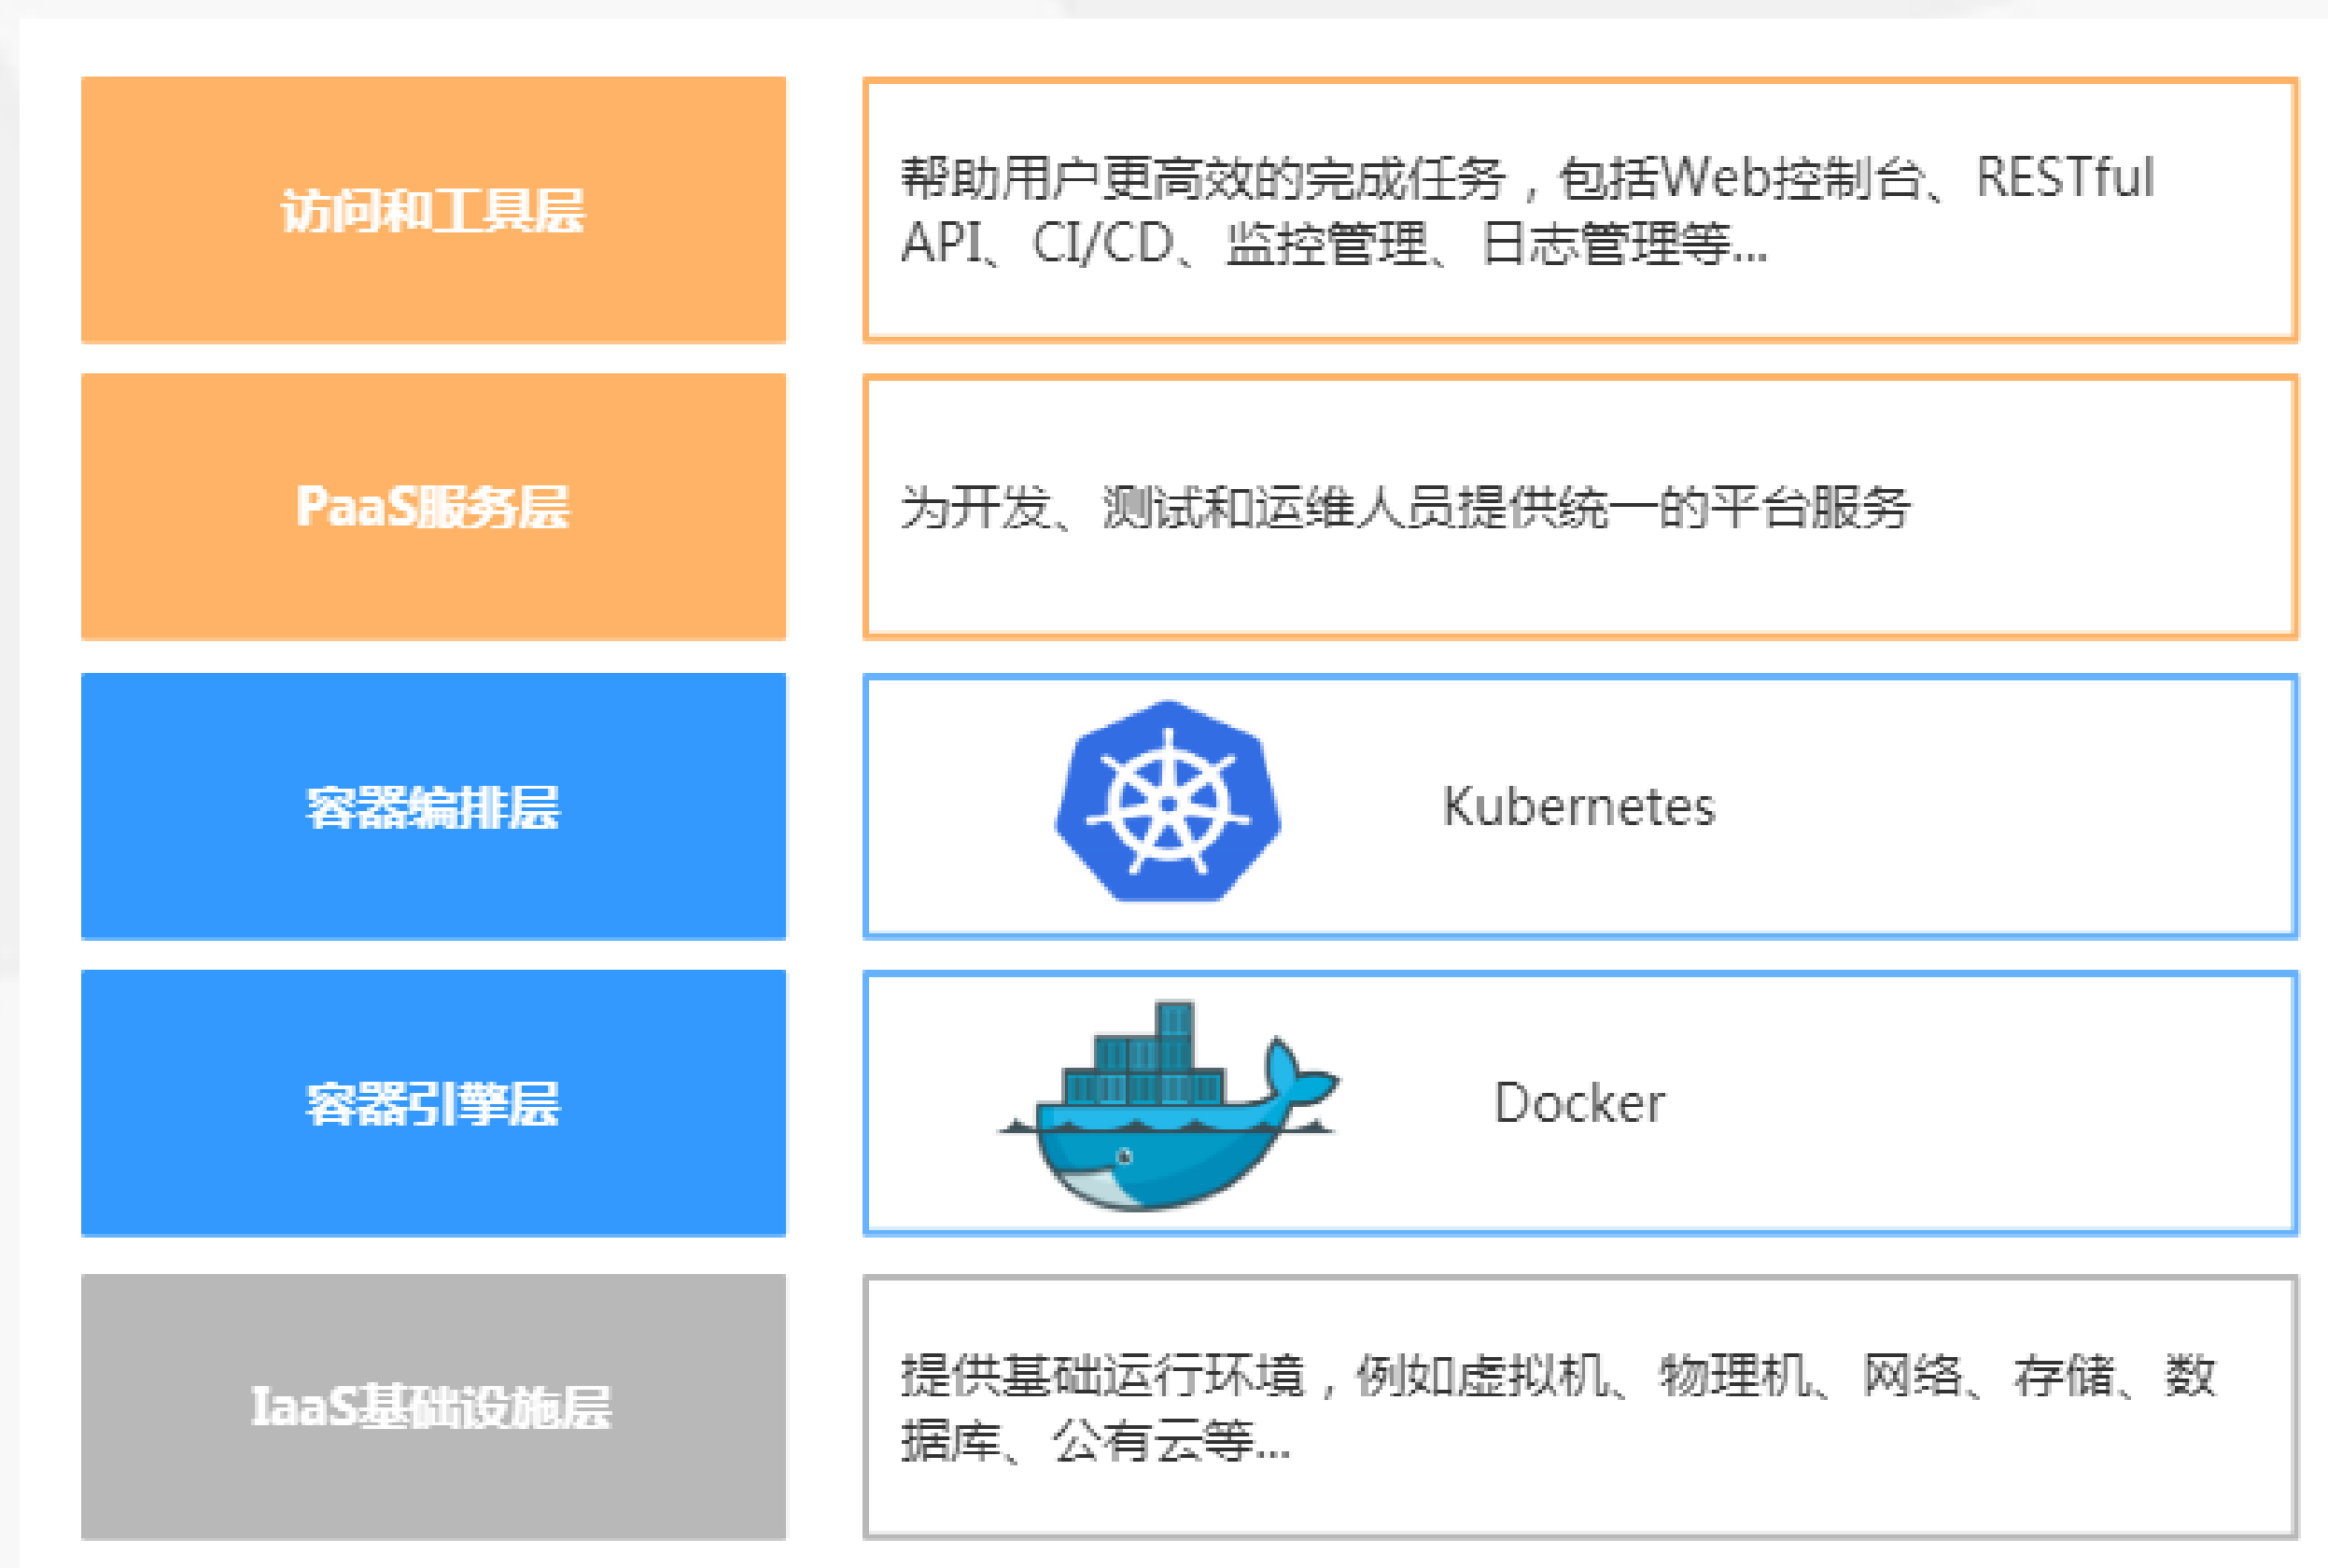 访问和工具层
帮助用户更高效的完成任务，包括Web控制台、RESTful
API、CI/CD、监控管理、日志管理等...
PaaS服务层
为开发、测试和运维人员提供统一的平台服务
容器编排层
Kubernetes
容器引擎层
Docker
IaaS基础设施层
提供基础运行环境，例如虚拟机、物理机、网络、存储、数
据库、公有云等...